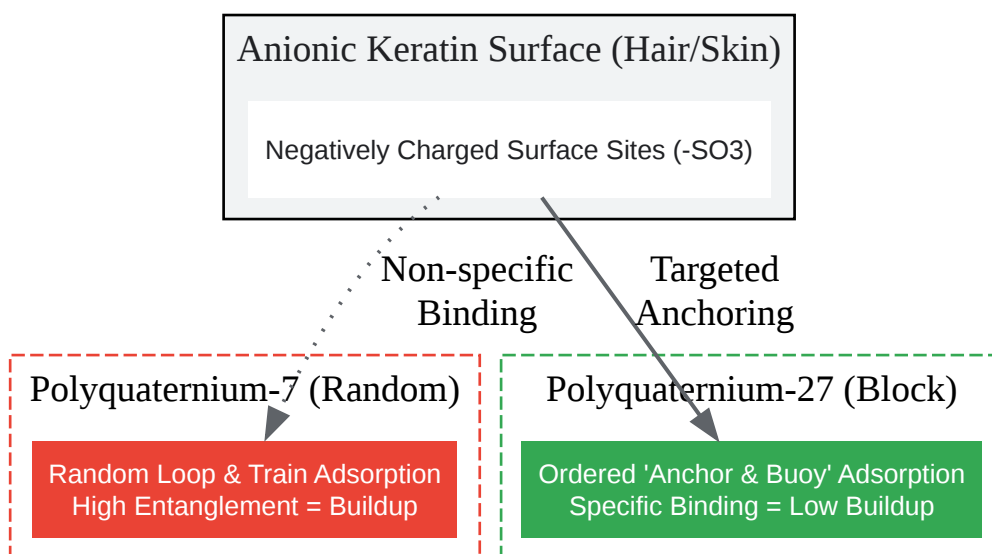 Anionic Keratin Surface (Hair/Skin)
Negatively Charged Surface Sites (-SO3)
Non-specific
Binding
Targeted
Anchoring
Polyquaternium-7 (Random)
Random Loop & Train Adsorption
High Entanglement = Buildup
Polyquaternium-27 (Block)
Ordered 'Anchor & Buoy' Adsorption
Specific Binding = Low Buildup